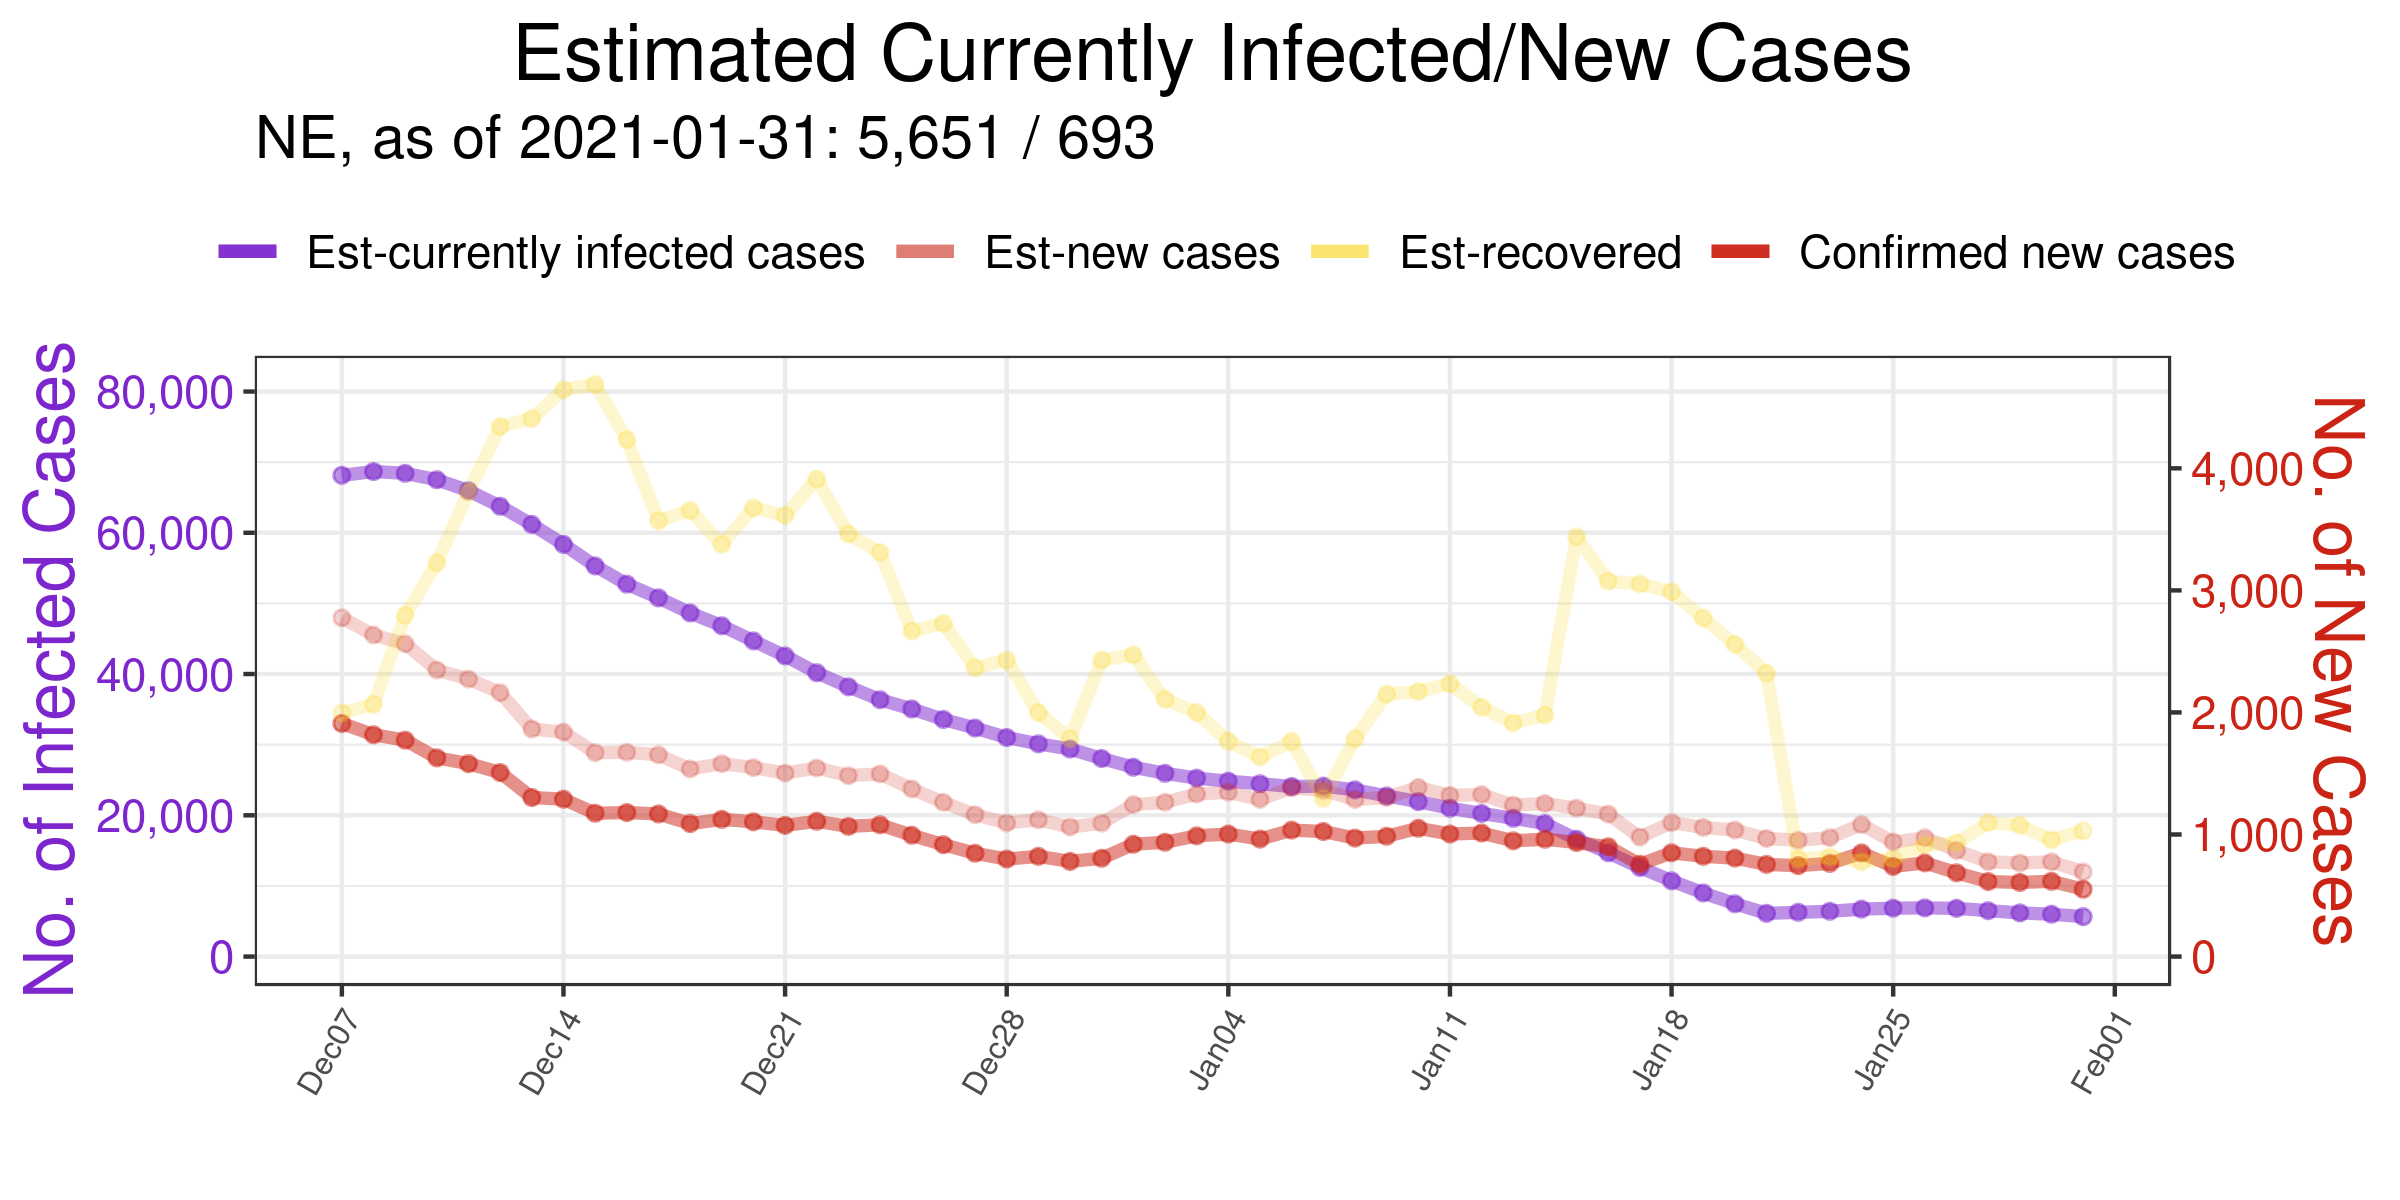 Estimated Currently Infected/New Cases
NE, as of 2021-01-31: 5,651 / 693
Est-currently infected cases
Est-new cases
Est-recovered
Confirmed new cases
No. of Infected Cases
80,000
60,000
40,000
20,000
0
4,000
3,000
2,000
1,000
0
No. of New Cases
Dec07
Dec14
Dec21
Dec28
Jan04
Jan11
Jan18
Jan25
Feb01